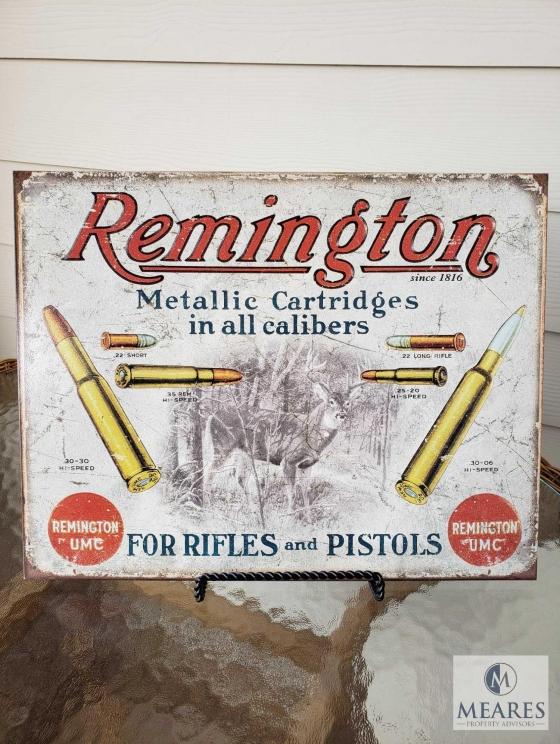 Remington
since 1816
Metallic Cartridges
in all calibers
.22 SHORT
.22 LONG RIFLE
.35 REM.
HI-SPEED
.25-20
HI-SPEED
.30-30
HI-SPEED
.30-06
HI-SPEED
REMINGTON
UMC
FOR RIFLES and PISTOLS
REMINGTON
UMC
M
MEARES
PROPERTY ADVISORS